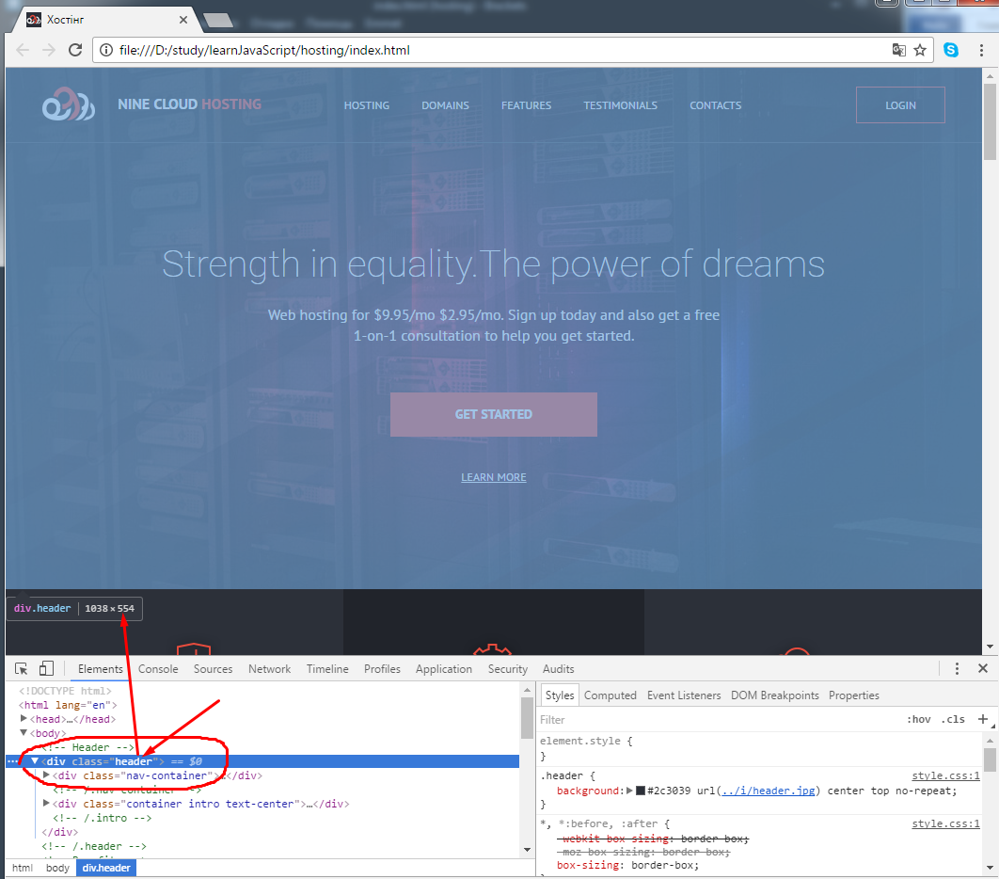 Хостінг
file:///D:/study/learnJavaScript/hosting/index.html
NINE CLOUD HOSTING
HOSTING DOMAINS FEATURES TESTIMONIALS CONTACTS
LOGIN
Strength in equality.The power of dreams
Web hosting for $9.95/mo $2.95/mo. Sign up today and also get a free
1-on-1 consultation to help you get started.
GET STARTED
LEARN MORE
div.header | 1038 × 554
Elements Console Sources Network Timeline Profiles Application Security Audits
<!DOCTYPE html>
<html lang="en">
<head>…</head>
<body>
<!-- Header -->
<div class="header"> == $0
<div class="nav-container">…</div>
<!-- /.nav-container -->
<div class="container intro text-center">…</div>
<!-- /.intro -->
</div>
<!-- /.header -->
html body div.header
Styles Computed Event Listeners DOM Breakpoints Properties
Filter :hov .cls +
element.style {
}
.header { style.css:1
background: #2c3039 url(../i/header.jpg) center top no-repeat;
}
*, *:before, :after { style.css:1
-webkit-box-sizing: border-box;
-moz-box-sizing: border-box;
box-sizing: border-box;